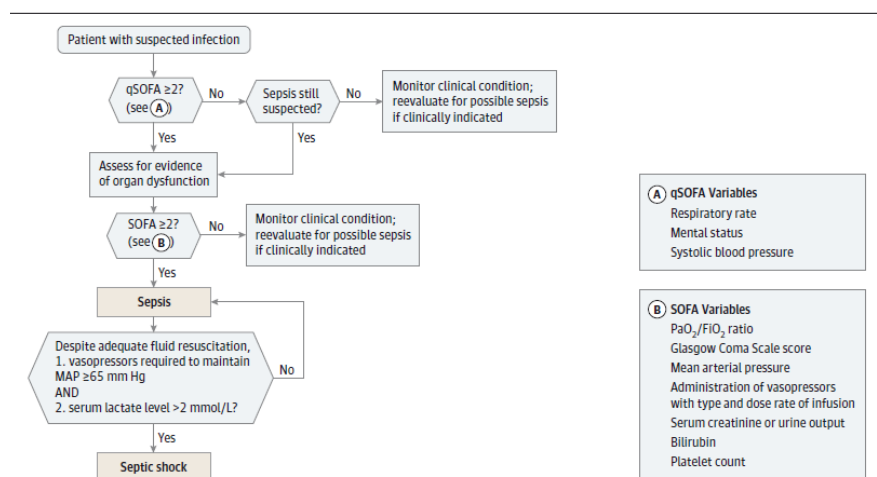 Patient with suspected infection
qSOFA ≥2?
(see A)
No
Sepsis still
suspected?
No
Monitor clinical condition;
reevaluate for possible sepsis
if clinically indicated
Yes
Yes
Assess for evidence
of organ dysfunction
SOFA ≥2?
(see B)
No
Monitor clinical condition;
reevaluate for possible sepsis
if clinically indicated
Yes
Sepsis
Despite adequate fluid resuscitation,
1. vasopressors required to maintain
MAP ≥65 mm Hg
AND
2. serum lactate level >2 mmol/L?
No
Yes
Septic shock
A qSOFA Variables
Respiratory rate
Mental status
Systolic blood pressure
B SOFA Variables
PaO₂/FiO₂ ratio
Glasgow Coma Scale score
Mean arterial pressure
Administration of vasopressors
with type and dose rate of infusion
Serum creatinine or urine output
Bilirubin
Platelet count